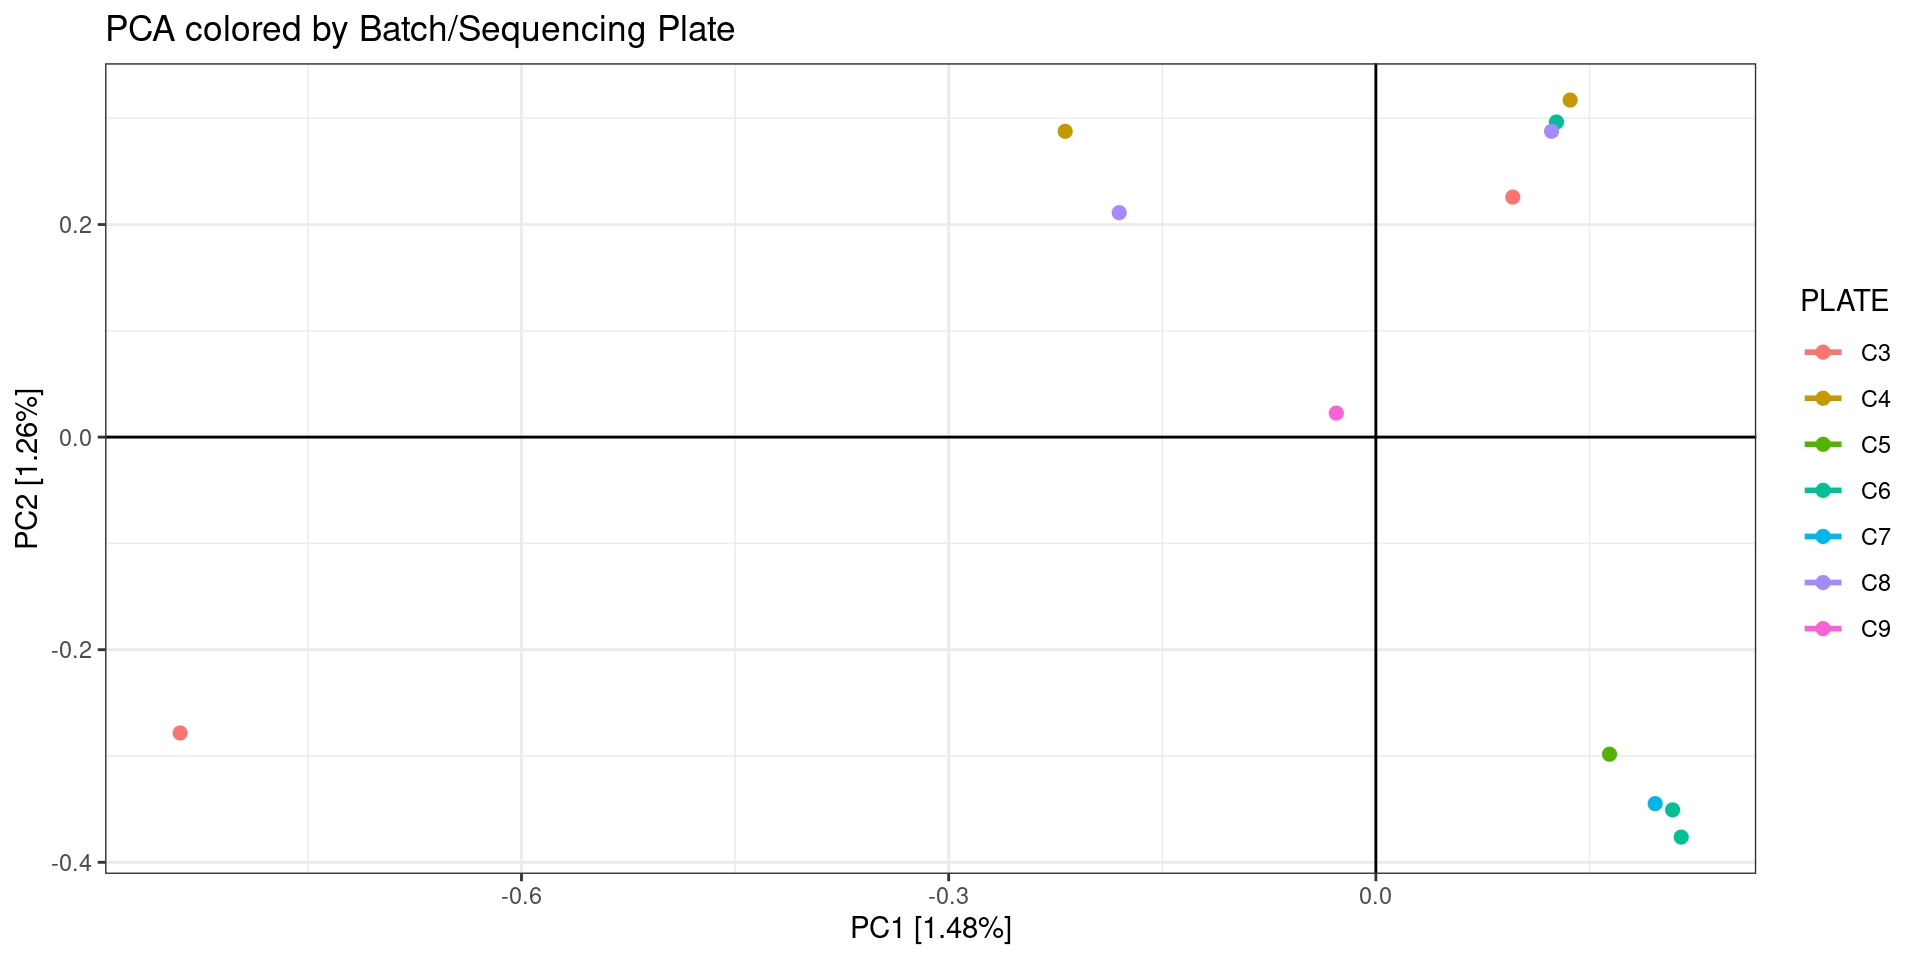 PCA colored by Batch/Sequencing Plate
0.2
0.0
-0.2
-0.4
PC2 [1.26%]
-0.6
-0.3
0.0
PC1 [1.48%]
PLATE
C3
C4
C5
C6
C7
C8
C9